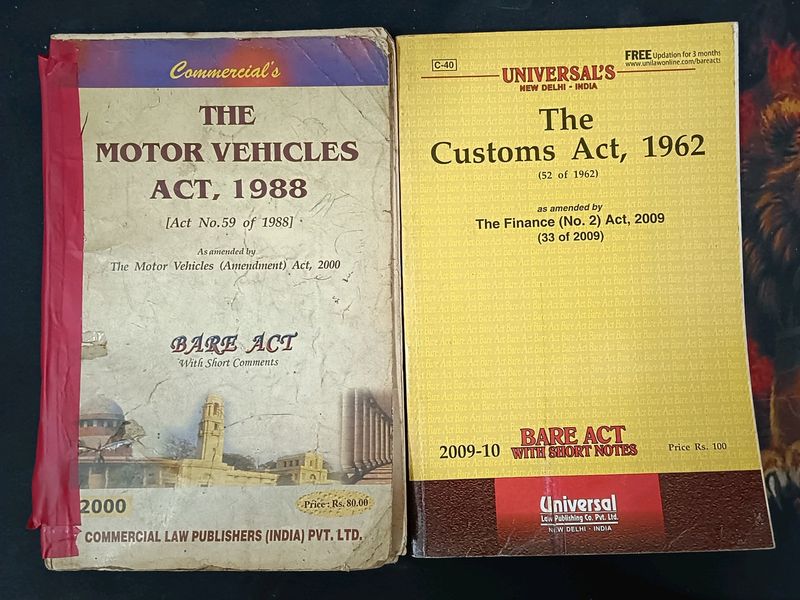 Commercial's
THE
MOTOR VEHICLES
ACT, 1988
[Act No.59 of 1988]
As amended by
The Motor Vehicles (Amendment) Act, 2000
BARE ACT
With Short Comments
2000
Price : Rs. 80.00
COMMERCIAL LAW PUBLISHERS (INDIA) PVT. LTD.
C-40
FREE Updation for 3 months
www.unilawonline.com/bareacts
UNIVERSAL'S
NEW DELHI - INDIA
The
Customs Act, 1962
(52 of 1962)
as amended by
The Finance (No. 2) Act, 2009
(33 of 2009)
2009-10
BARE ACT
WITH SHORT NOTES
Price Rs. 100
Universal
Law Publishing Co. Pvt. Ltd.
NEW DELHI - INDIA